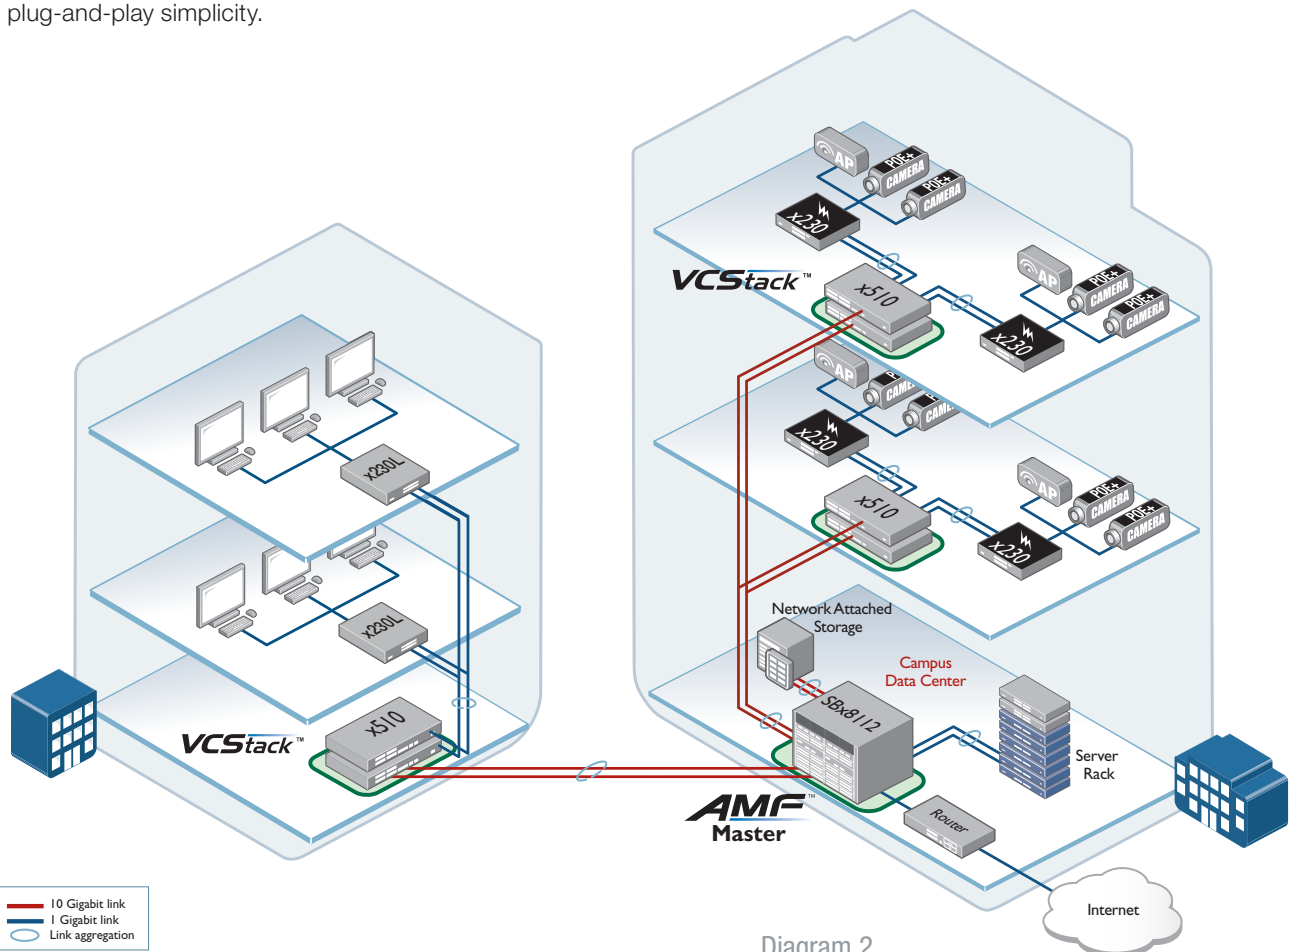 plug-and-play simplicity.
AP
POE+
CAMERA
POE+
CAMERA
x230
VCStack™
x510
AP
POE+
CAMERA
POE+
CAMERA
x230
AP
CAME
x230
x510
AP
POE+
CAMERA
POE+
CAMERA
x230
x230L
x230L
VCStack™
x510
Network Attached
Storage
Campus
Data Center
SBx8112
Server
Rack
AMF™
Master
Router
Internet
10 Gigabit link
1 Gigabit link
Link aggregation
Diagram 2